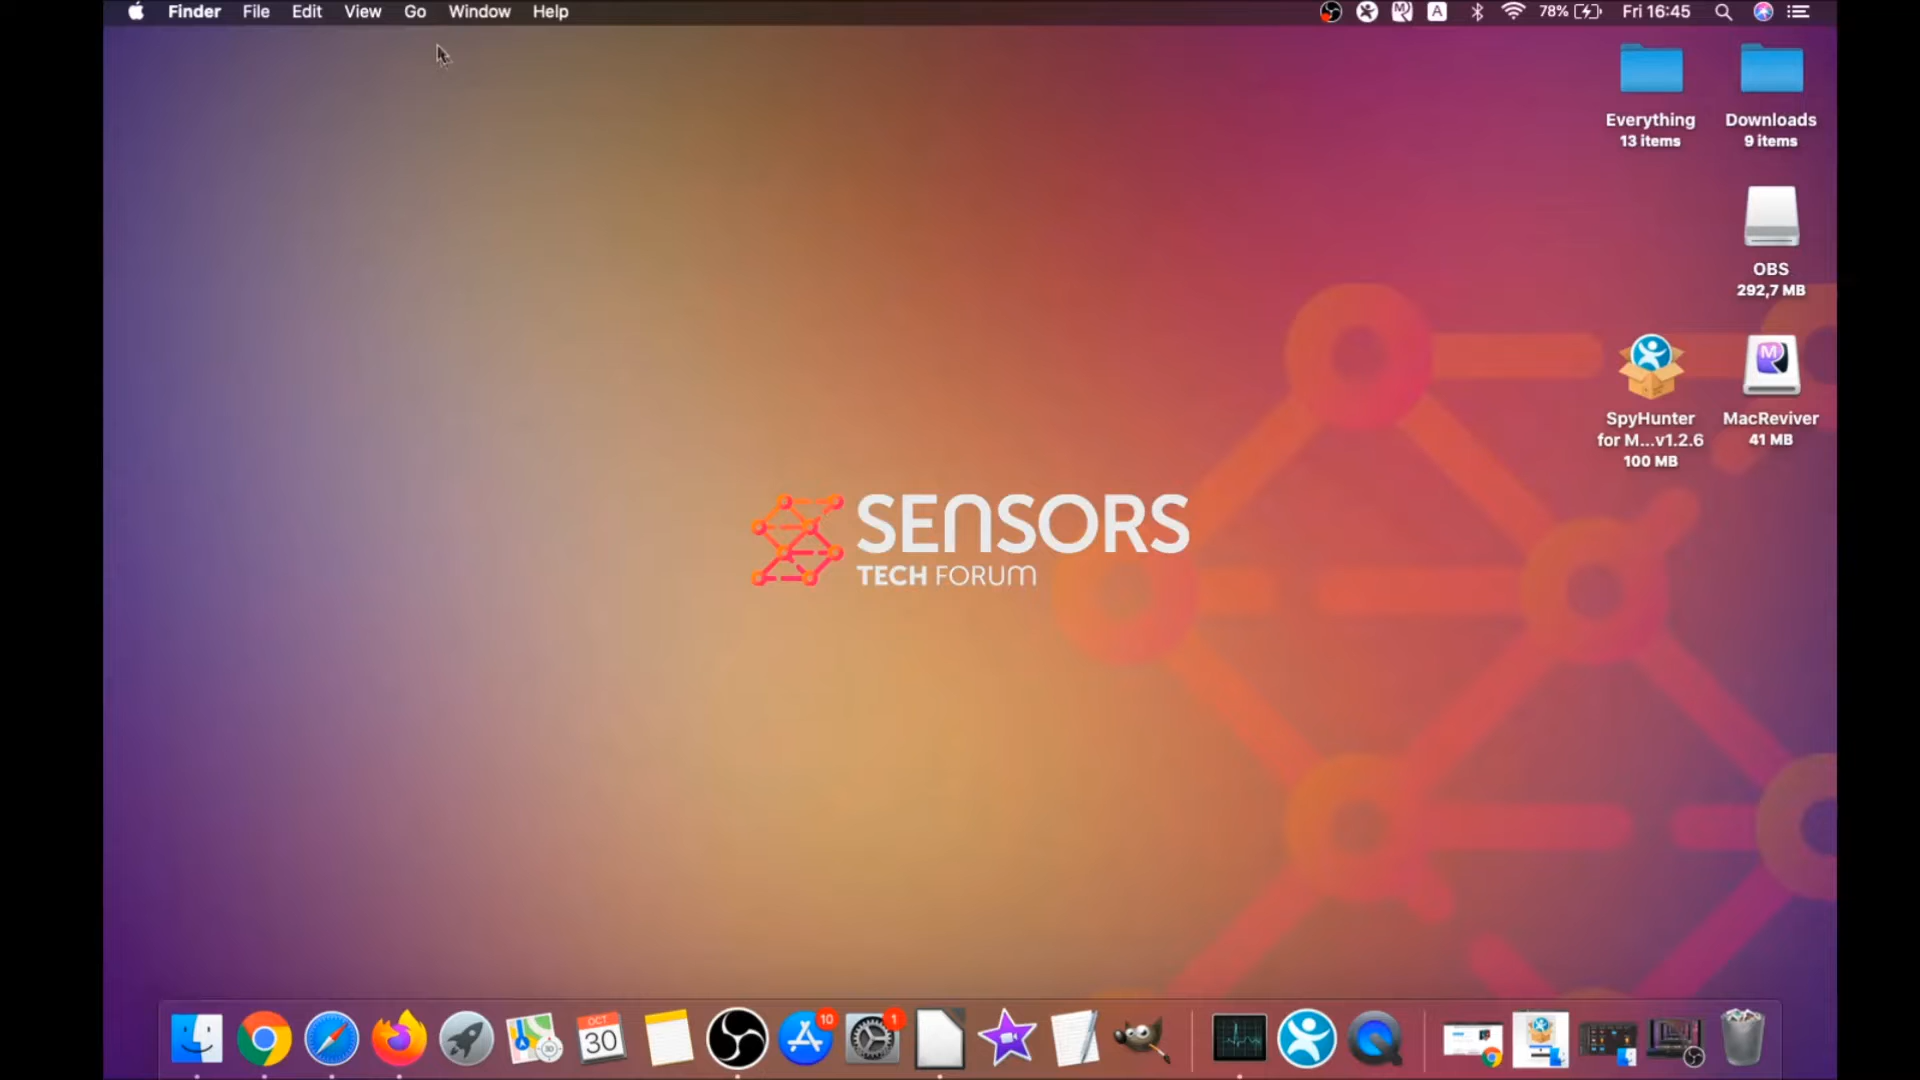 Finder File Edit View Go Window Help A 78% Fri 16:45
Everything
13 items
Downloads
9 items
OBS
292,7 MB
M
SpyHunter
for M...v1.2.6
100 MB
MacReviver
41 MB
SENSORS
TECH FORUM
OCT
30
10
1